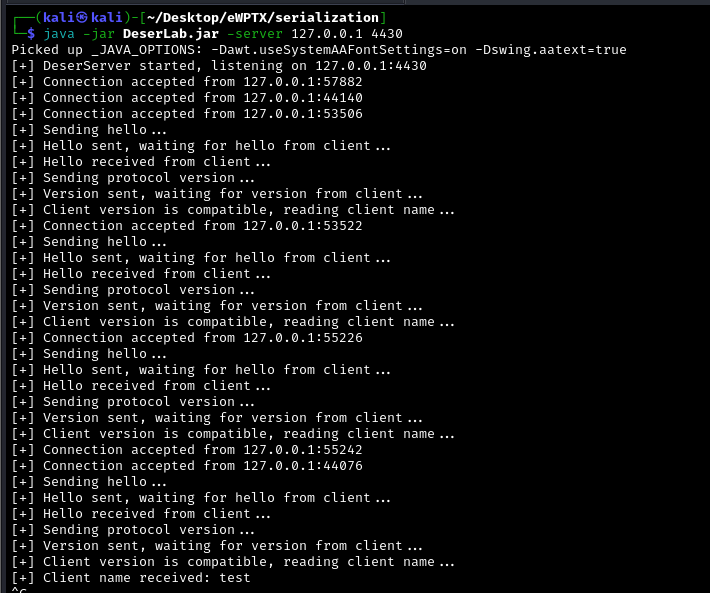 ┌──(kali㉿kali)-[~/Desktop/eWPTX/serialization]
└─$ java -jar DeserLab.jar -server 127.0.0.1 4430
Picked up _JAVA_OPTIONS: -Dawt.useSystemAAFontSettings=on -Dswing.aatext=true
[+] DeserServer started, listening on 127.0.0.1:4430
[+] Connection accepted from 127.0.0.1:57882
[+] Connection accepted from 127.0.0.1:44140
[+] Connection accepted from 127.0.0.1:53506
[+] Sending hello...
[+] Hello sent, waiting for hello from client...
[+] Hello received from client...
[+] Sending protocol version...
[+] Version sent, waiting for version from client...
[+] Client version is compatible, reading client name...
[+] Connection accepted from 127.0.0.1:53522
[+] Sending hello...
[+] Hello sent, waiting for hello from client...
[+] Hello received from client...
[+] Sending protocol version...
[+] Version sent, waiting for version from client...
[+] Client version is compatible, reading client name...
[+] Connection accepted from 127.0.0.1:55226
[+] Sending hello...
[+] Hello sent, waiting for hello from client...
[+] Hello received from client...
[+] Sending protocol version...
[+] Version sent, waiting for version from client...
[+] Client version is compatible, reading client name...
[+] Connection accepted from 127.0.0.1:55242
[+] Connection accepted from 127.0.0.1:44076
[+] Sending hello...
[+] Hello sent, waiting for hello from client...
[+] Hello received from client...
[+] Sending protocol version...
[+] Version sent, waiting for version from client...
[+] Client version is compatible, reading client name...
[+] Client name received: test